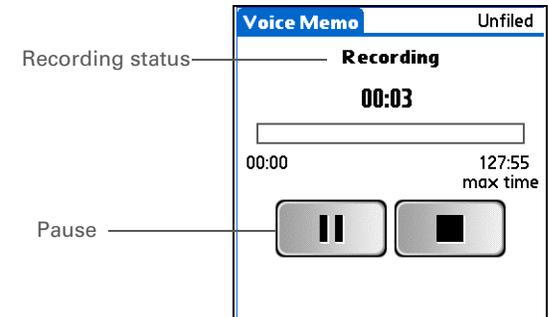 Voice Memo Unfiled
Recording status Recording
00:03
00:00 127:55
max time
Pause